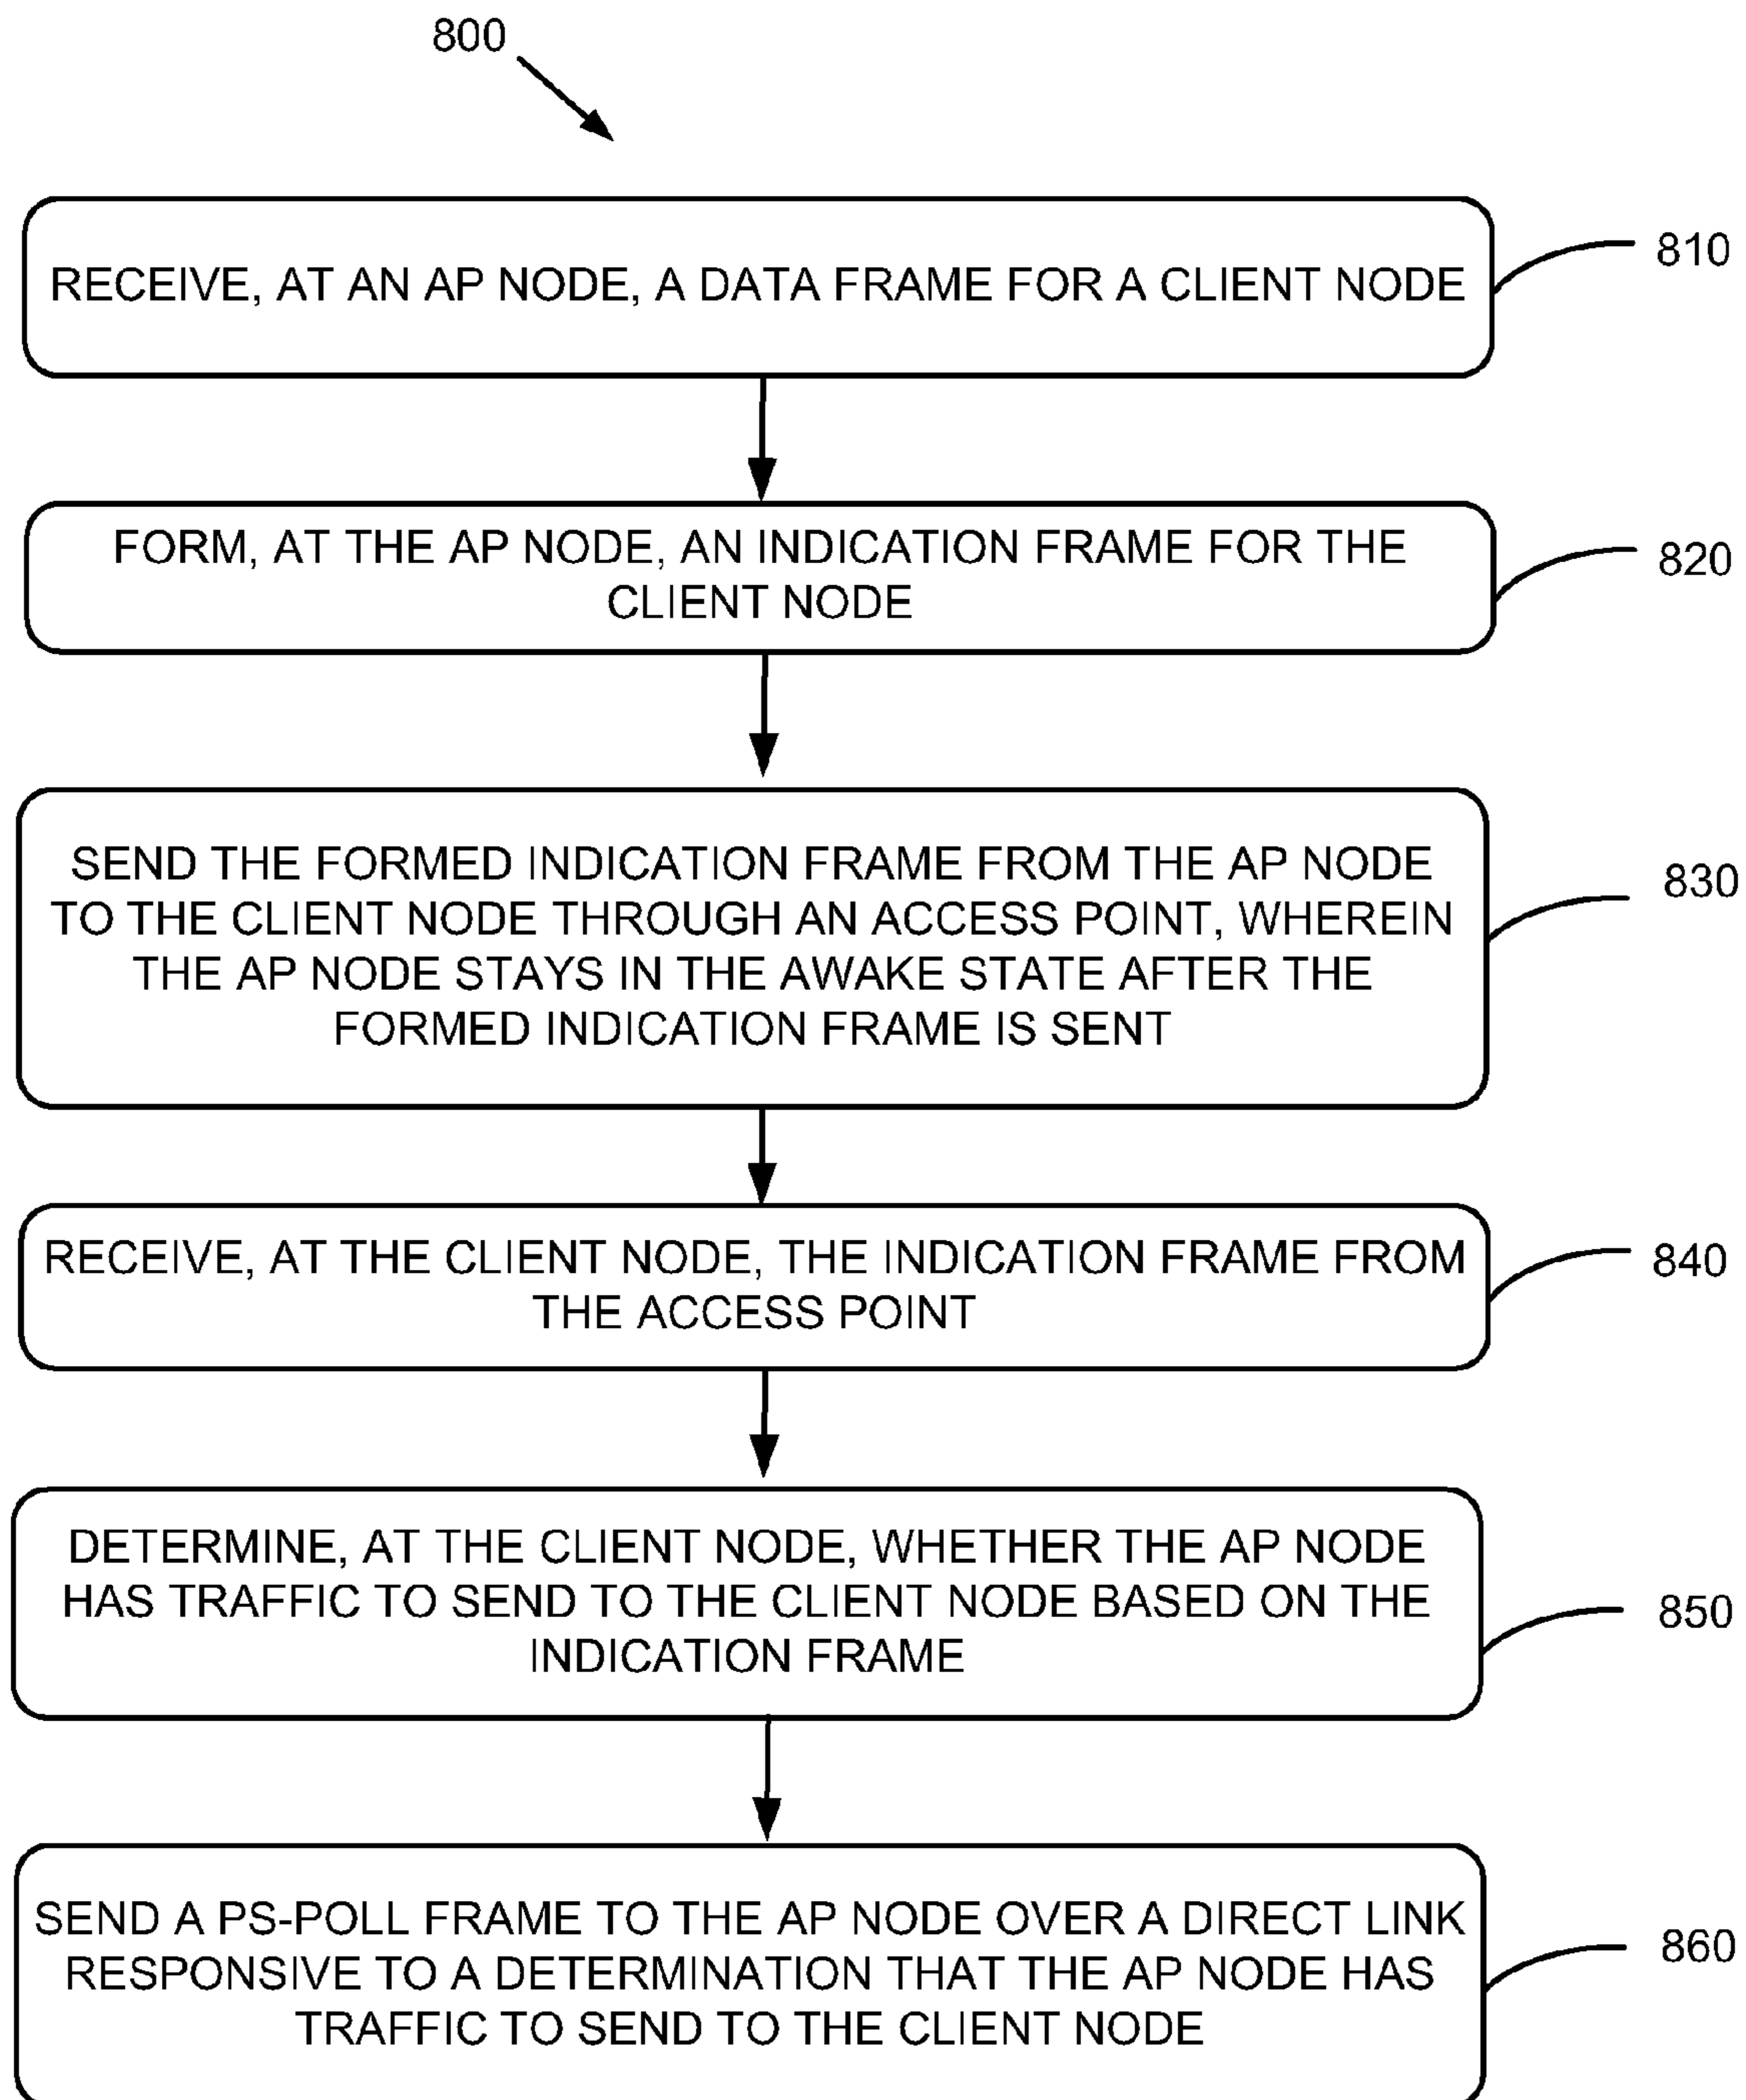 800
RECEIVE, AT AN AP NODE, A DATA FRAME FOR A CLIENT NODE
810
FORM, AT THE AP NODE, AN INDICATION FRAME FOR THE
CLIENT NODE
820
SEND THE FORMED INDICATION FRAME FROM THE AP NODE
TO THE CLIENT NODE THROUGH AN ACCESS POINT, WHEREIN
THE AP NODE STAYS IN THE AWAKE STATE AFTER THE
FORMED INDICATION FRAME IS SENT
830
RECEIVE, AT THE CLIENT NODE, THE INDICATION FRAME FROM
THE ACCESS POINT
840
DETERMINE, AT THE CLIENT NODE, WHETHER THE AP NODE
HAS TRAFFIC TO SEND TO THE CLIENT NODE BASED ON THE
INDICATION FRAME
850
SEND A PS-POLL FRAME TO THE AP NODE OVER A DIRECT LINK
RESPONSIVE TO A DETERMINATION THAT THE AP NODE HAS
TRAFFIC TO SEND TO THE CLIENT NODE
860